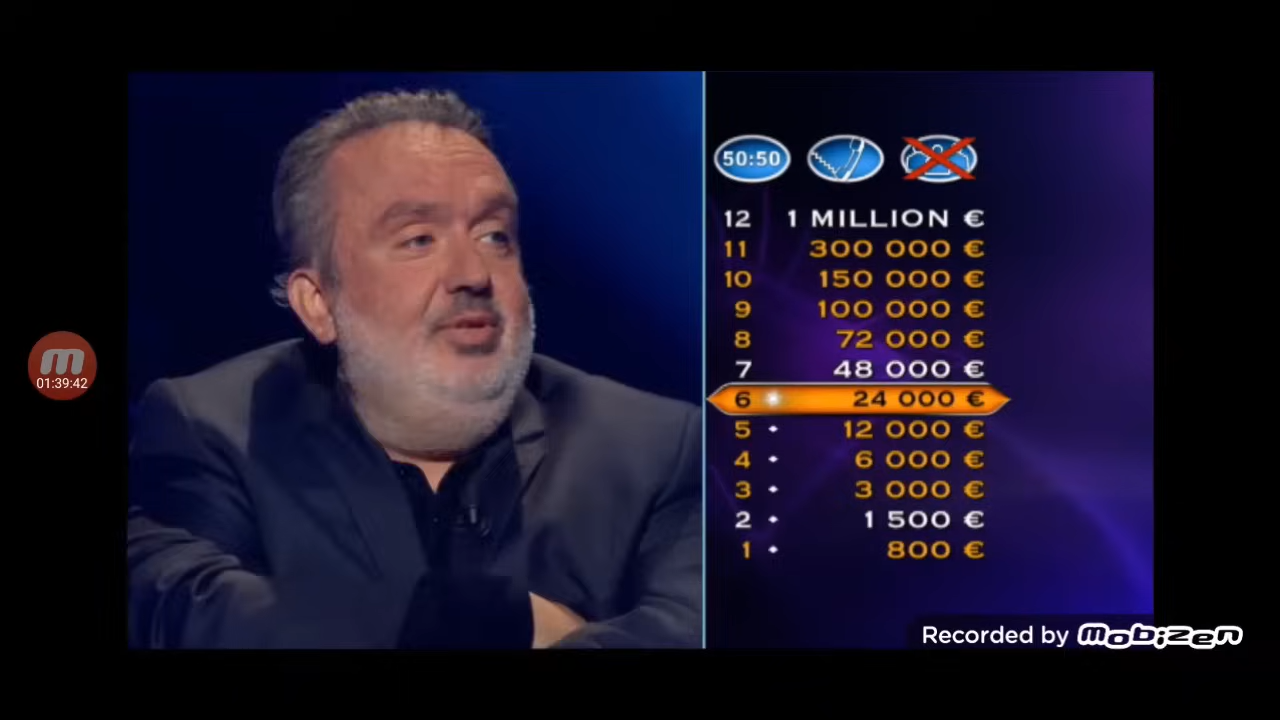 50:50
12 1 MILLION €
11 300 000 €
10 150 000 €
9 100 000 €
8 72 000 €
7 48 000 €
6 24 000 €
5 12 000 €
4 6 000 €
3 3 000 €
2 1 500 €
1 800 €
01:39:42
Recorded by mobizen